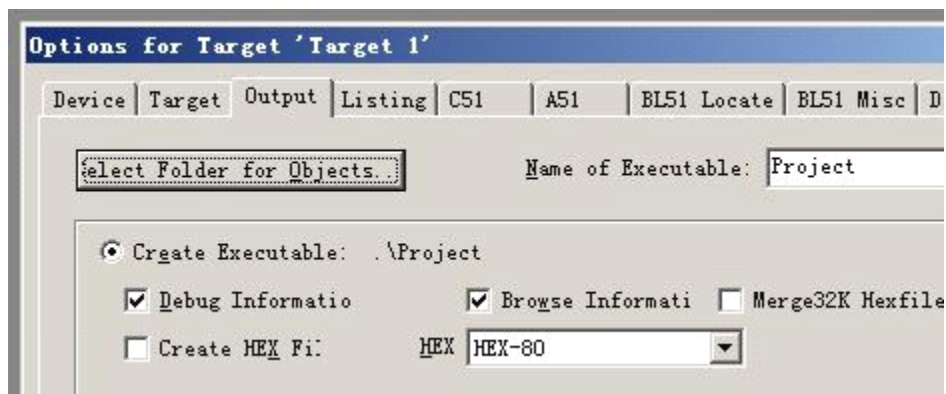 Options for Target 'Target 1'
Device Target Output Listing C51 A51 BL51 Locate BL51 Misc D
elect Folder for Objects.. Name of Executable: Project
Create Executable: .\Project
Debug Informatio Browse Informati Merge32K Hexfile
Create HEX Fi HEX HEX-80